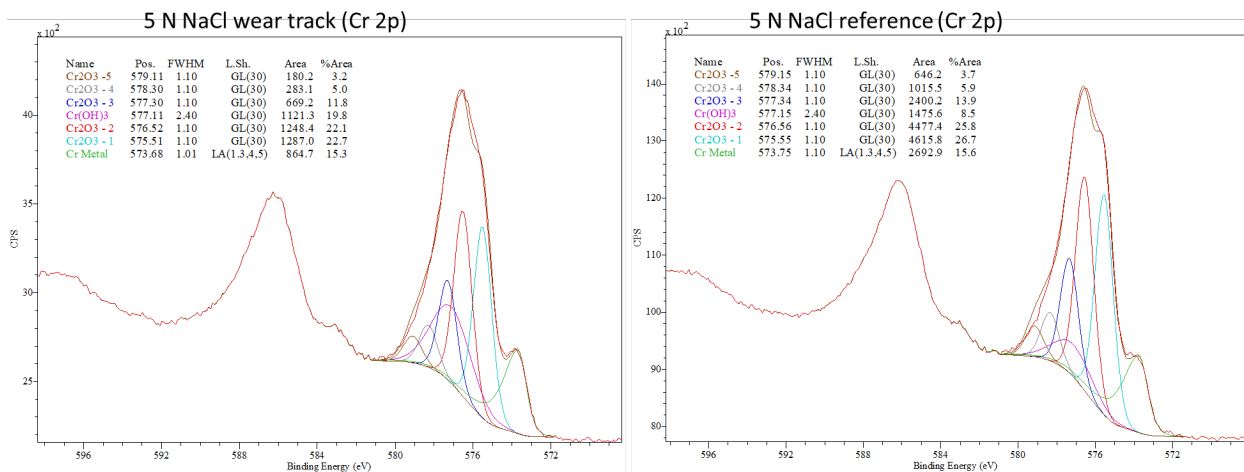 5 N NaCl wear track (Cr 2p)
x 10²
Name Pos. FWHM L.Sh. Area %Area
Cr2O3 -5 579.11 1.10 GL(30) 180.2 3.2
Cr2O3 - 4 578.30 1.10 GL(30) 283.1 5.0
Cr2O3 - 3 577.30 1.10 GL(30) 669.2 11.8
Cr(OH)3 577.11 2.40 GL(30) 1121.3 19.8
Cr2O3 - 2 576.52 1.10 GL(30) 1248.4 22.1
Cr2O3 - 1 575.51 1.10 GL(30) 1287.0 22.7
Cr Metal 573.68 1.01 LA(1.3,4,5) 864.7 15.3
40
35
30
25
CPS
596 592 588 584 580 576 572
Binding Energy (eV)
5 N NaCl reference (Cr 2p)
x 10²
Name Pos. FWHM L.Sh. Area %Area
Cr2O3 -5 579.15 1.10 GL(30) 646.2 3.7
Cr2O3 - 4 578.34 1.10 GL(30) 1015.5 5.9
Cr2O3 - 3 577.34 1.10 GL(30) 2400.2 13.9
Cr(OH)3 577.15 2.40 GL(30) 1475.6 8.5
Cr2O3 - 2 576.56 1.10 GL(30) 4477.4 25.8
Cr2O3 - 1 575.55 1.10 GL(30) 4615.8 26.7
Cr Metal 573.75 1.10 LA(1.3,4,5) 2692.9 15.6
140
120
100
80
CPS
596 592 588 584 580 576 572
Binding Energy (eV)